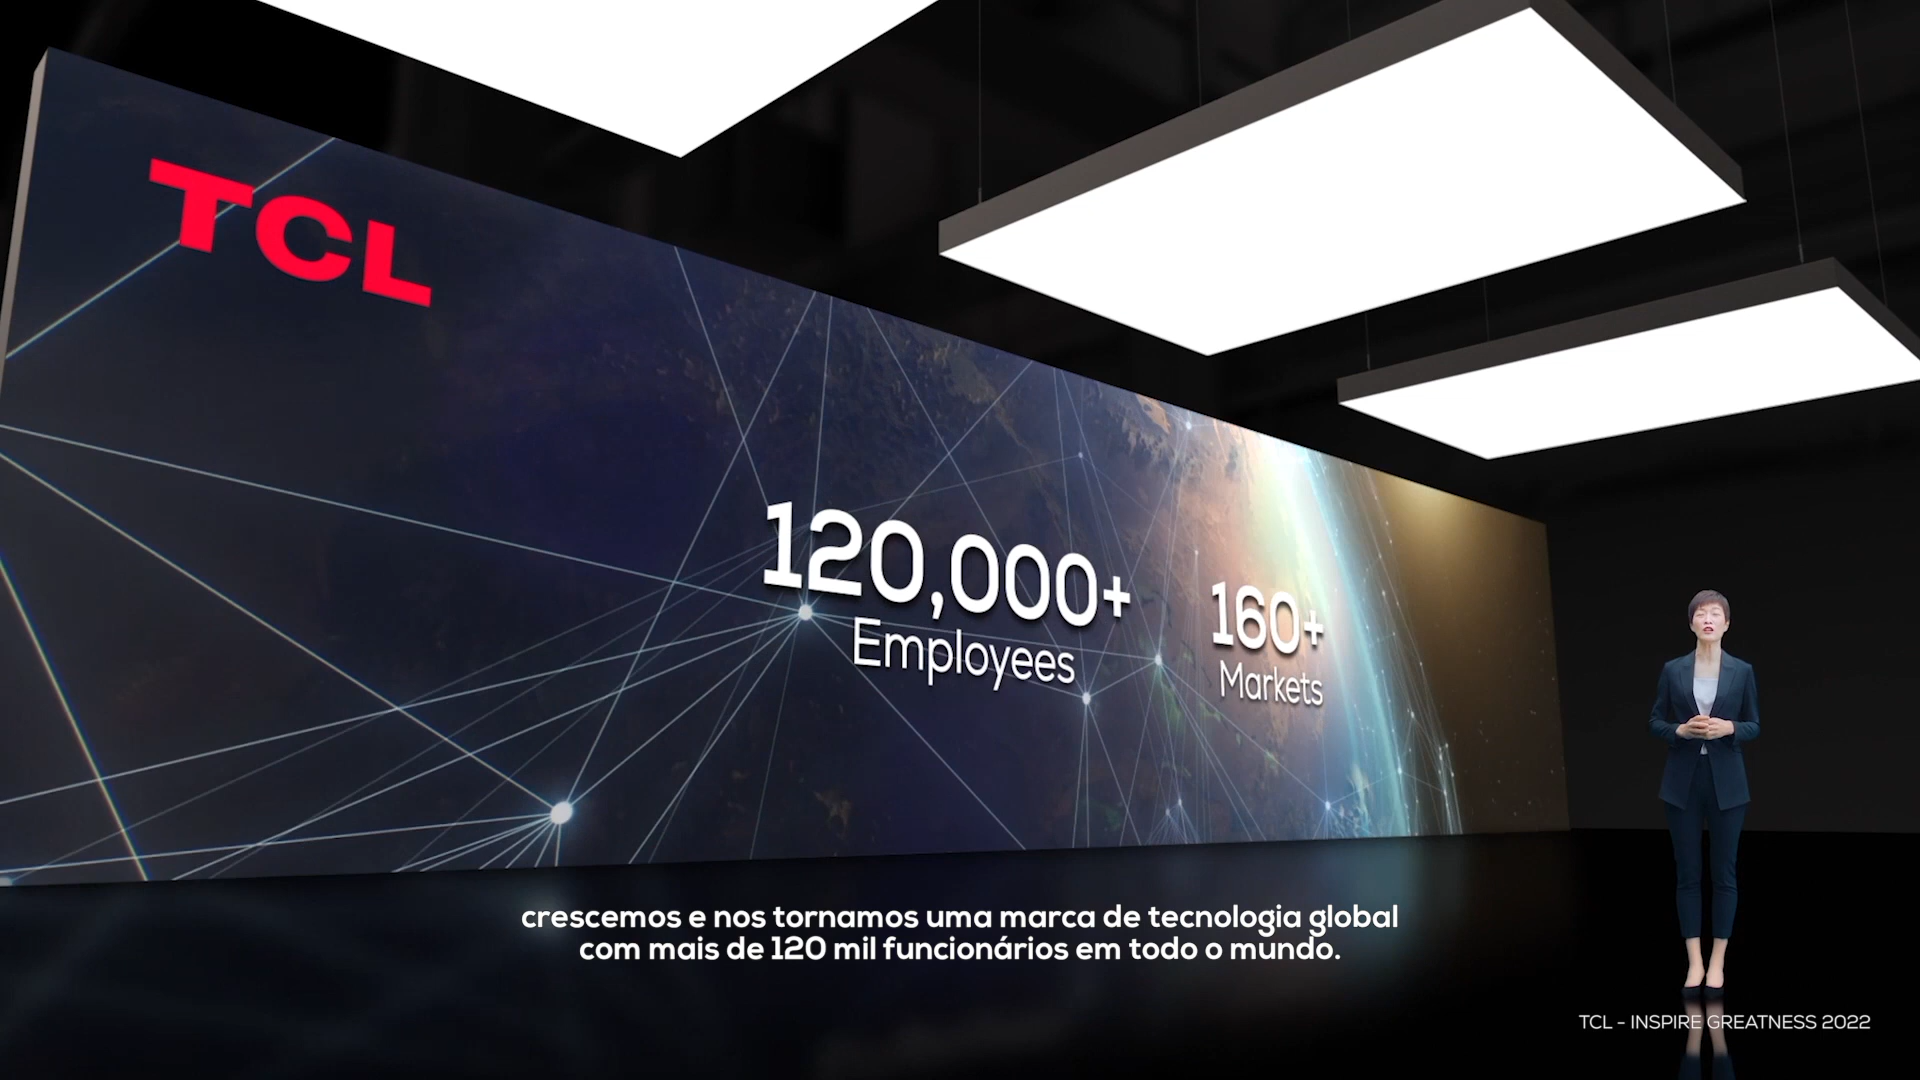 TCL
120,000+
Employees
160+
Markets
crescemos e nos tornamos uma marca de tecnologia global
com mais de 120 mil funcionários em todo o mundo.
TCL - INSPIRE GREATNESS 2022